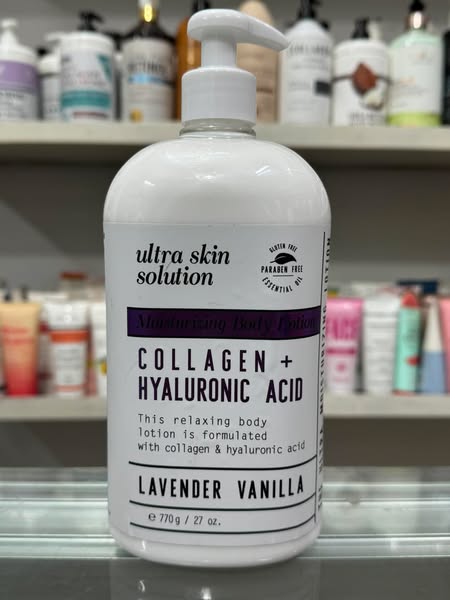 ultra skin
solution
GLUTEN FREE
PARABEN FREE
ESSENTIAL OIL
Moisturizing Body Lotion
COLLAGEN +
HYALURONIC ACID
This relaxing body
lotion is formulated
with collagen & hyaluronic acid
LAVENDER VANILLA
℮ 770g / 27 oz.